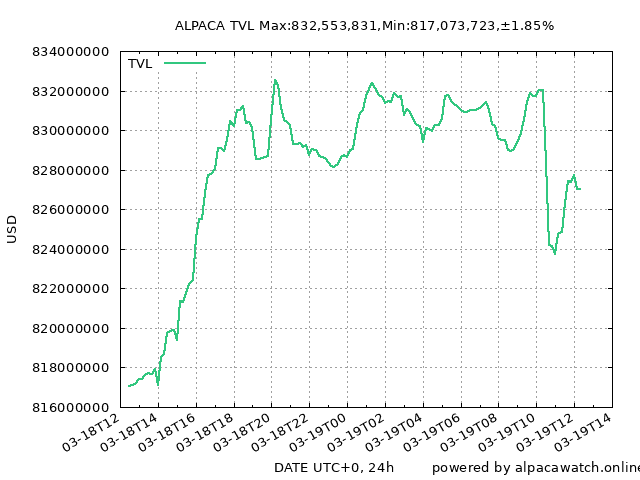 ALPACA TVL Max:832,553,831,Min:817,073,723,±1.85%
TVL
834000000
832000000
830000000
828000000
826000000
824000000
822000000
820000000
818000000
816000000
USD
03-18T12
03-18T14
03-18T16
03-18T18
03-18T20
03-18T22
03-19T00
03-19T02
03-19T04
03-19T06
03-19T08
03-19T10
03-19T12
03-19T14
DATE UTC+0, 24h
powered by alpacawatch.online